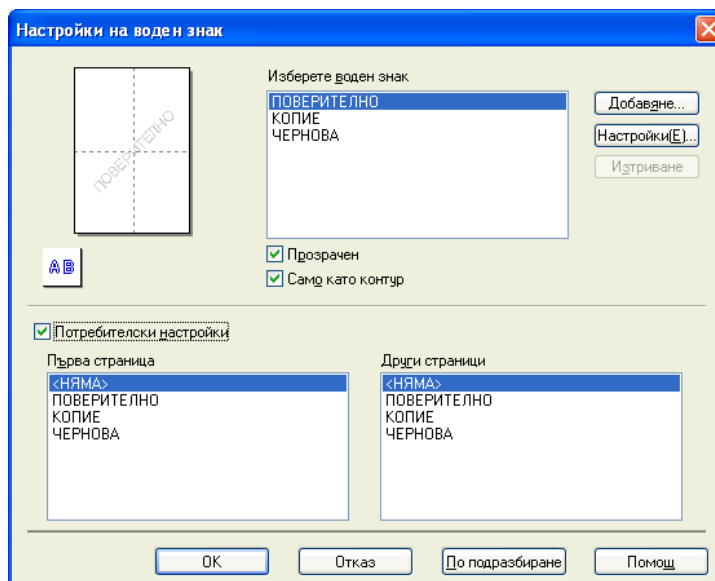 Настройки на воден знак
Изберете воден знак
ПОВЕРИТЕЛНО
ПОВЕРИТЕЛНО
КОПИЕ
ЧЕРНОВА
Добавяне...
Настройки(E)...
Изтриване
AB
Прозрачен
Само като контур
Потребителски настройки
Първа страница
<НЯМА>
ПОВЕРИТЕЛНО
КОПИЕ
ЧЕРНОВА
Други страници
<НЯМА>
ПОВЕРИТЕЛНО
КОПИЕ
ЧЕРНОВА
OK
Отказ
По подразбиране
Помощ